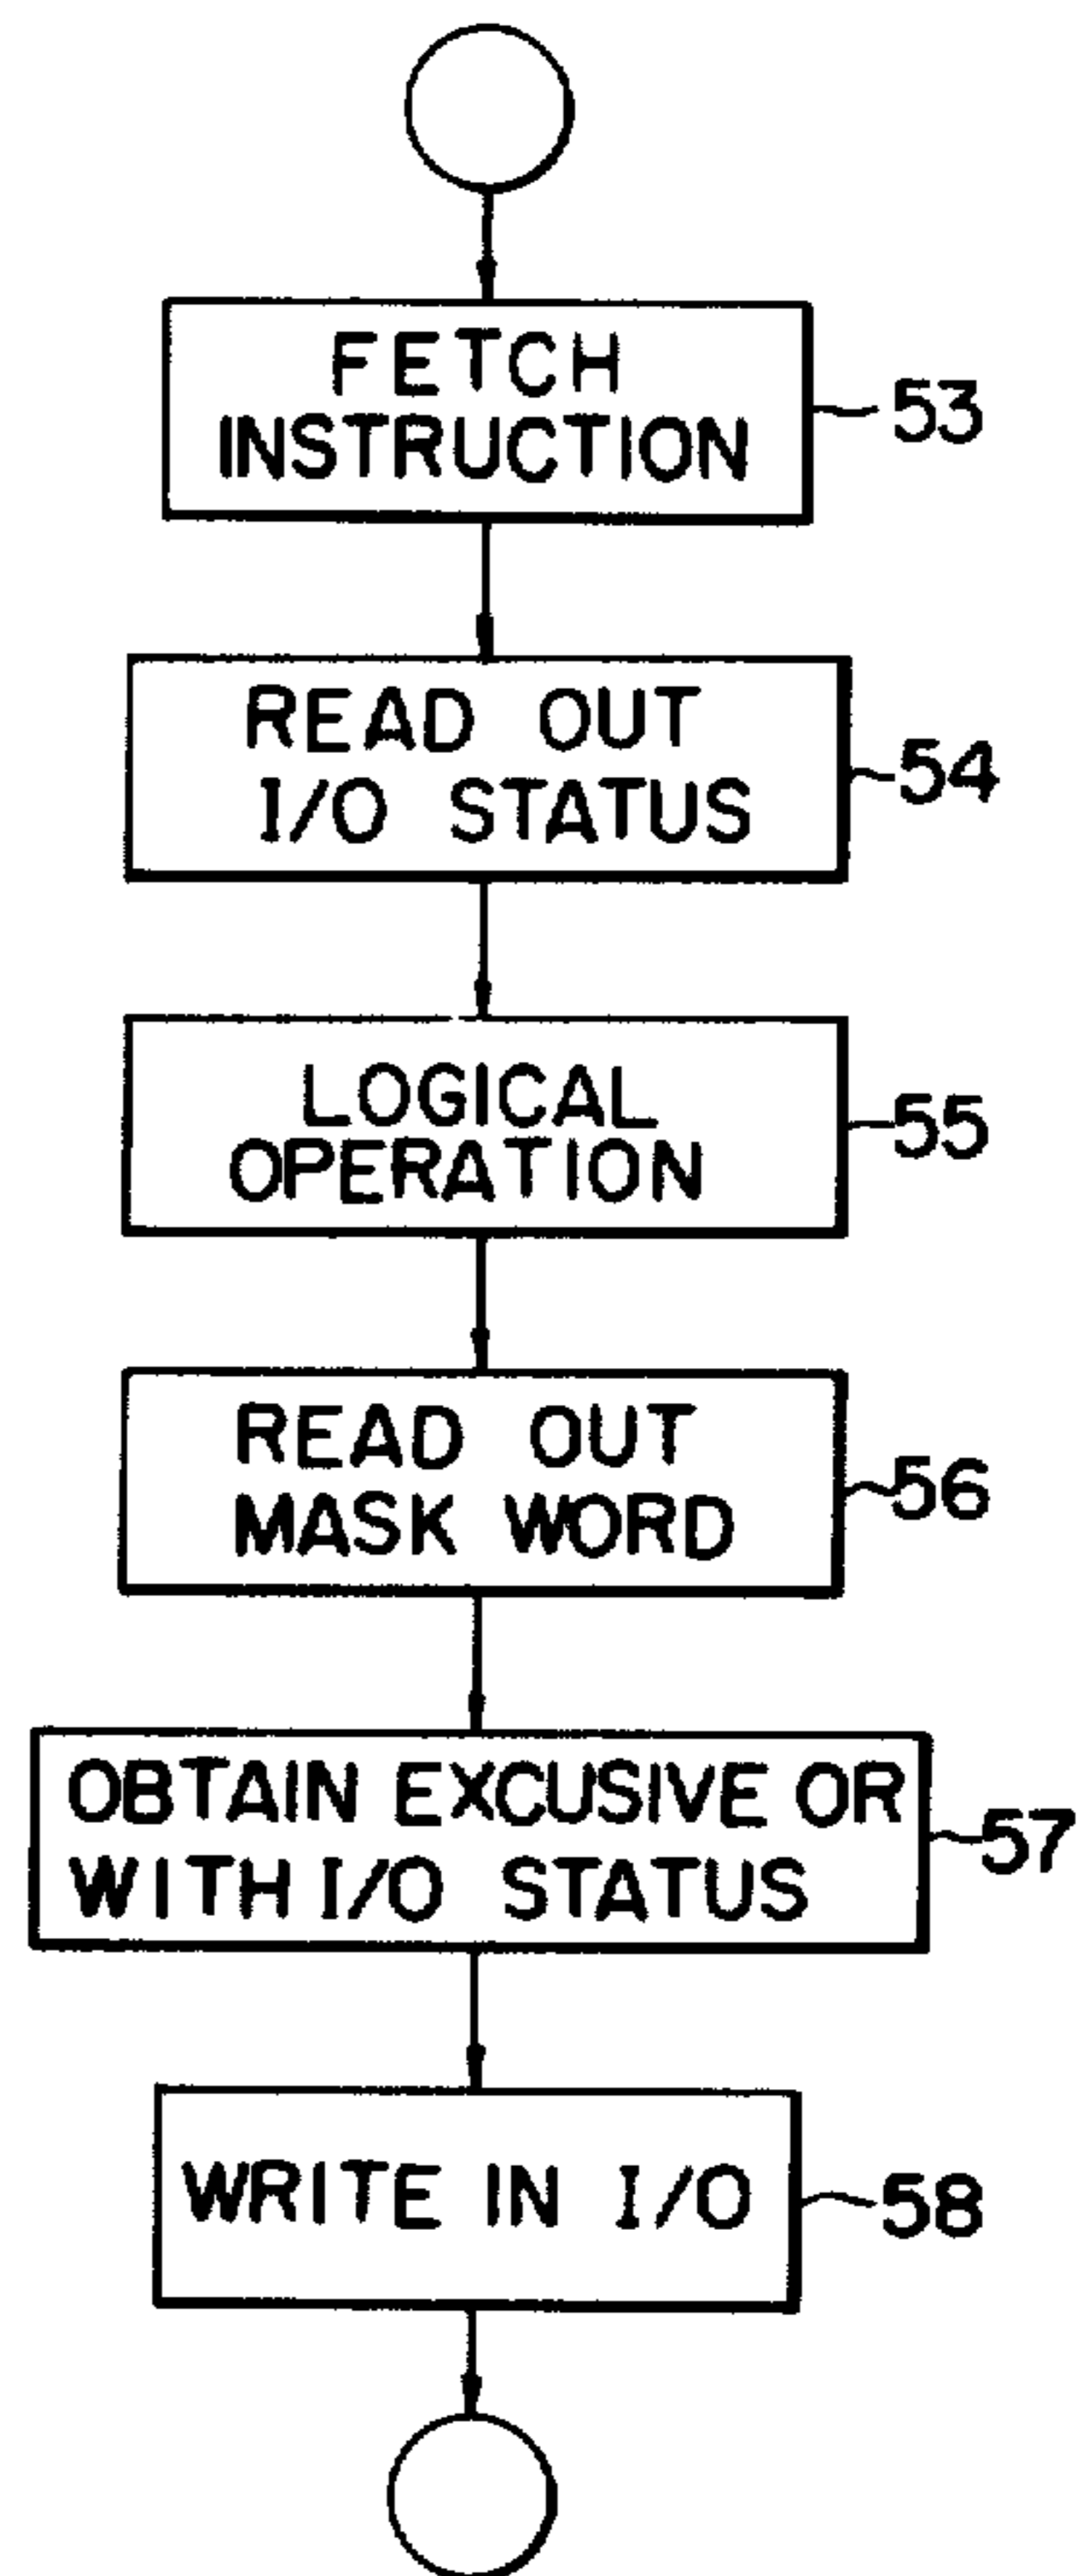 FETCH
INSTRUCTION
53
READ OUT
I/O STATUS
54
LOGICAL
OPERATION
55
READ OUT
MASK WORD
56
OBTAIN EXCUSIVE OR
WITH I/O STATUS
57
WRITE IN I/O
58